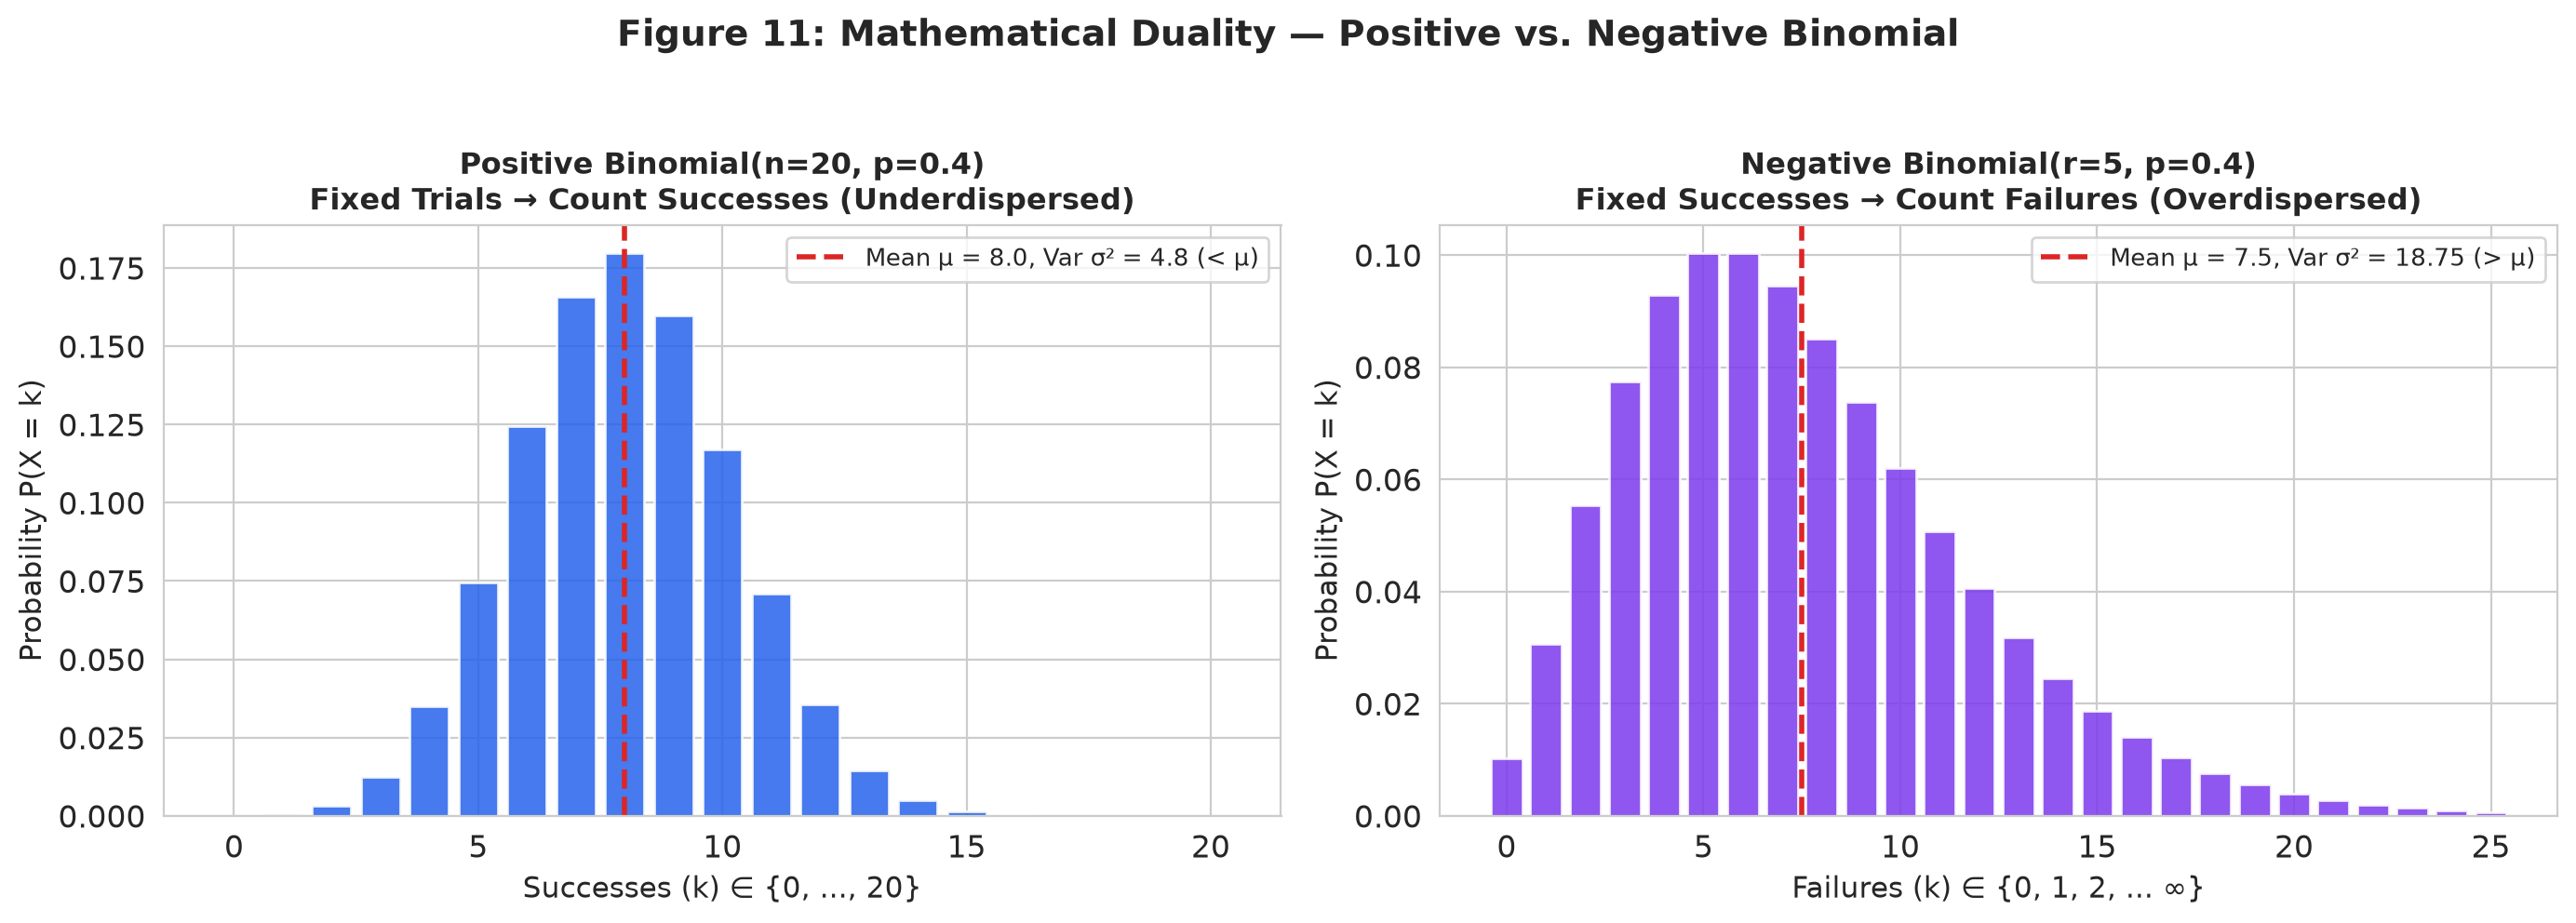 Figure 11: Mathematical Duality — Positive vs. Negative Binomial
Positive Binomial(n=20, p=0.4)
Fixed Trials → Count Successes (Underdispersed)
Mean μ = 8.0, Var σ² = 4.8 (< μ)
Probability P(X = k)
0.175
0.150
0.125
0.100
0.075
0.050
0.025
0.000
0 5 10 15 20
Successes (k) ∈ {0, ..., 20}
Negative Binomial(r=5, p=0.4)
Fixed Successes → Count Failures (Overdispersed)
Mean μ = 7.5, Var σ² = 18.75 (> μ)
Probability P(X = k)
0.10
0.08
0.06
0.04
0.02
0.00
0 5 10 15 20 25
Failures (k) ∈ {0, 1, 2, ... ∞}